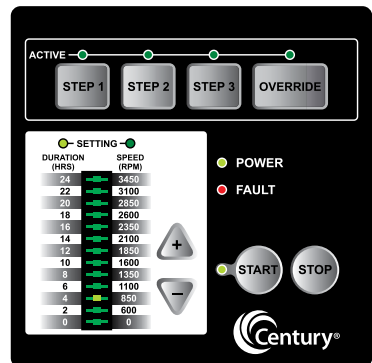 ACTIVE
STEP 1 STEP 2 STEP 3 OVERRIDE
SETTING
DURATION (HRS) SPEED (RPM)
24 3450
22 3100
20 2850
18 2600
16 2350
14 2100
12 1850
10 1600
8 1350
6 1100
4 850
2 600
0 0
+
−
POWER
FAULT
START STOP
Century®